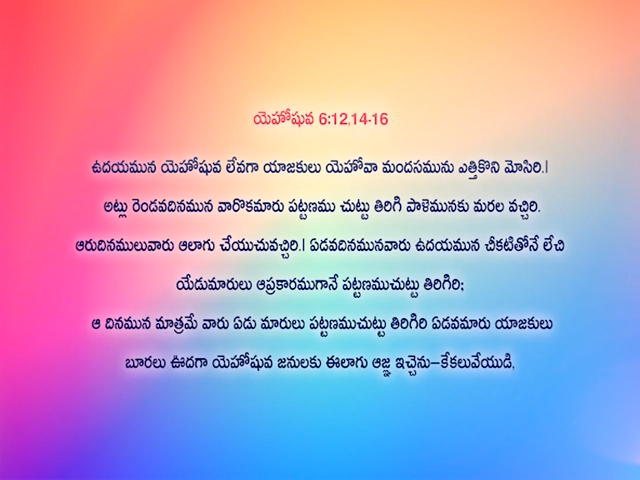 యెహోషువ 6:12,14-16
ఉదయమున యెహోషువ లేవగా యాజకులు యెహోవా మందసమును ఎత్తికొని మోసిరి.|
అట్లు రెండవదినమున వారొకమారు పట్టణము చుట్టు తిరిగి పాళెమునకు మరల వచ్చిరి.
ఆరుదినములువారు ఆలాగు చేయుచువచ్చిరి.| ఏడవదినమునవారు ఉదయమున చీకటితోనే లేచి
యేడుమారులు ఆప్రకారముగానే పట్టణముచుట్టు తిరిగిరి;
ఆ దినమున మాత్రమే వారు ఏడు మారులు పట్టణముచుట్టు తిరిగిరి ఏడవమారు యాజకులు
బూరలు ఊదగా యెహోషువ జనులకు ఈలాగు ఆజ్ఞ ఇచ్చెను–కేకలువేయుడి,